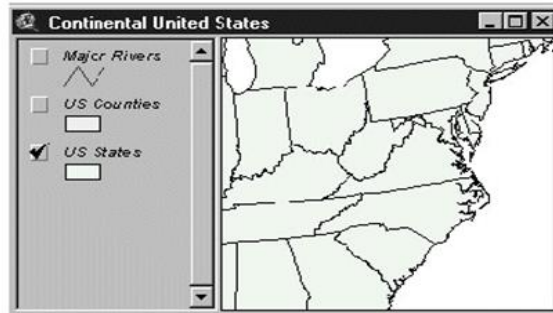 Continental United States
Major Rivers
US Counties
US States